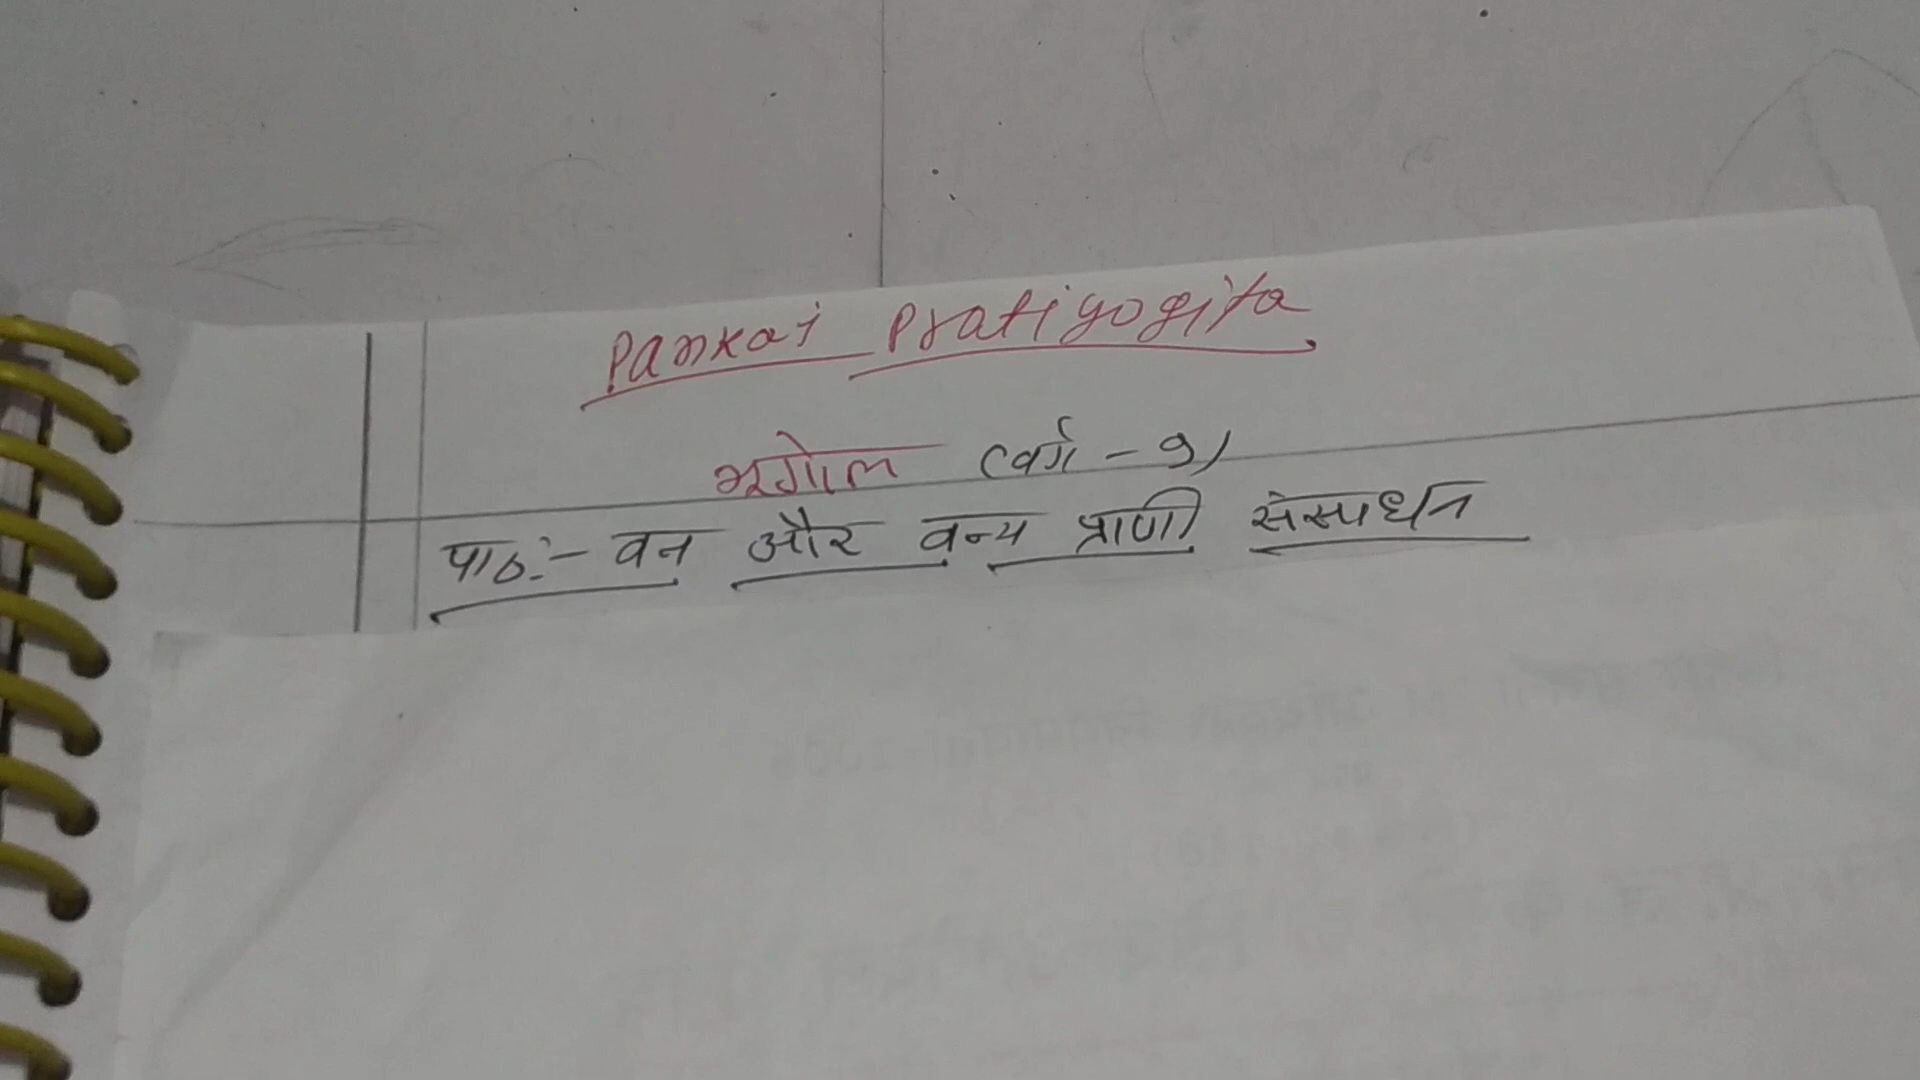 Pankaj Pratiyogita
भूगोल (वर्ग - 9)
पाठ:- वन और वन्य प्राणी संसाधन